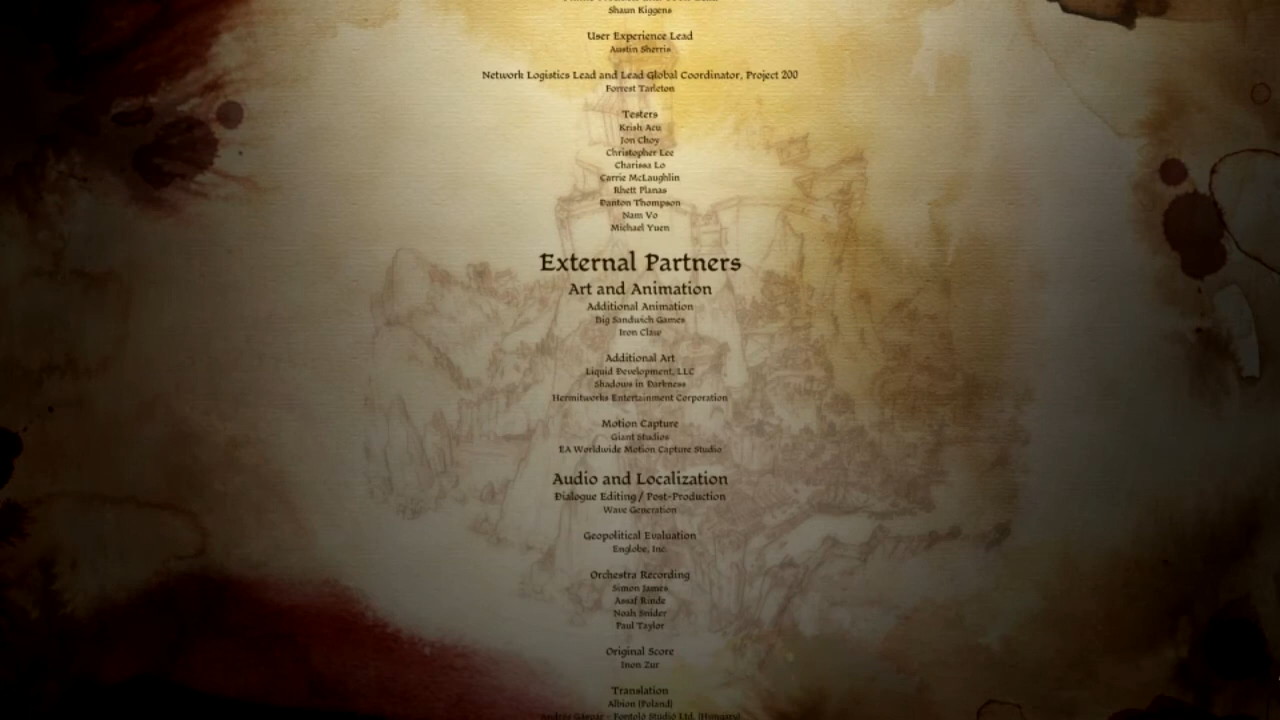 Shaun Kiggens
User Experience Lead
Austin Sherris
Network Logistics Lead and Lead Global Coordinator, Project 200
Forrest Tarleton
Testers
Krish Acu
Jon Choy
Christopher Lee
Charissa Lo
Carrie McLaughlin
Rhett Planas
Danton Thompson
Nam Vo
Michael Yuen
External Partners
Art and Animation
Additional Animation
Big Sandwich Games
Iron Claw
Additional Art
Liquid Development, LLC
Shadows in Darkness
Hermitworks Entertainment Corporation
Motion Capture
Giant Studios
EA Worldwide Motion Capture Studio
Audio and Localization
Dialogue Editing / Post-Production
Wave Generation
Geopolitical Evaluation
Englobe, Inc.
Orchestra Recording
Simon James
Assaf Rinde
Noah Snider
Paul Taylor
Original Score
Inon Zur
Translation
Albion (Poland)